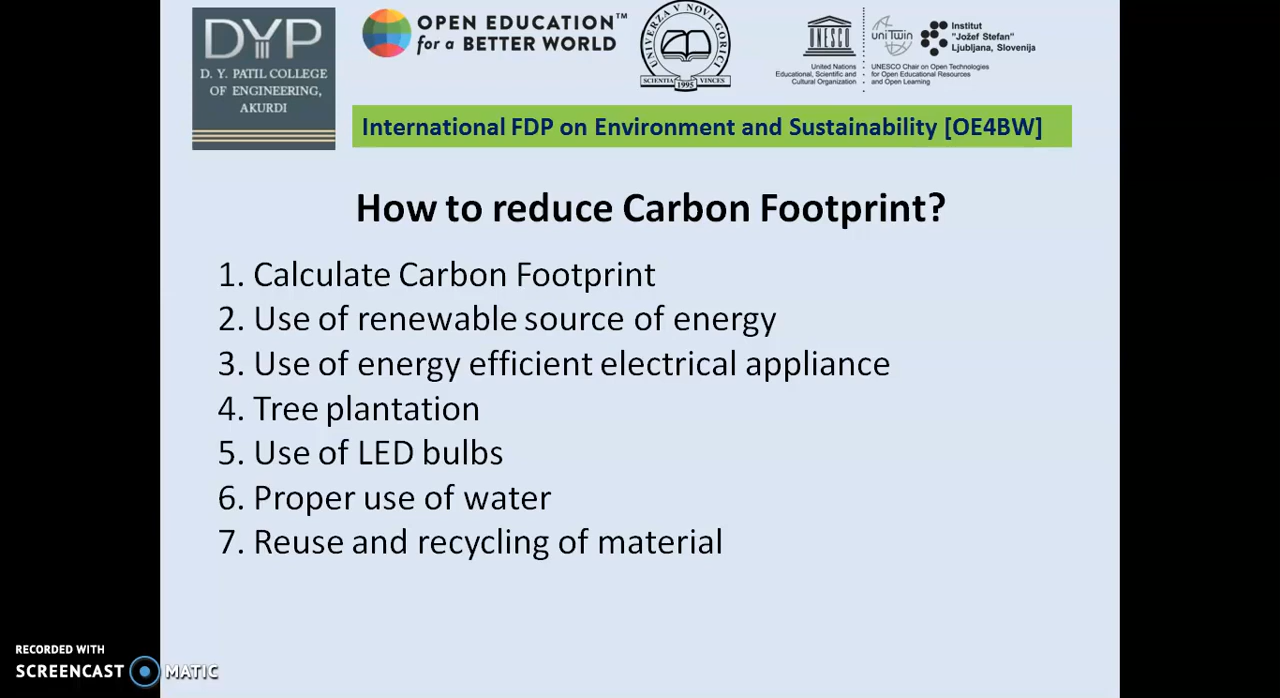 DYP
D. Y. PATIL COLLEGE
OF ENGINEERING,
AKURDI
OPEN EDUCATION™
for a BETTER WORLD
UNIVERZA V NOVI GORICI
SCIENTIA VINCES
1995
UNESCO
United Nations
Educational, Scientific and
Cultural Organization
uniTwin
Institut
"Jožef Stefan"
Ljubljana, Slovenija
UNESCO Chair on Open Technologies
for Open Educational Resources
and Open Learning
International FDP on Environment and Sustainability [OE4BW]
How to reduce Carbon Footprint?
1. Calculate Carbon Footprint
2. Use of renewable source of energy
3. Use of energy efficient electrical appliance
4. Tree plantation
5. Use of LED bulbs
6. Proper use of water
7. Reuse and recycling of material
RECORDED WITH
SCREENCAST MATIC